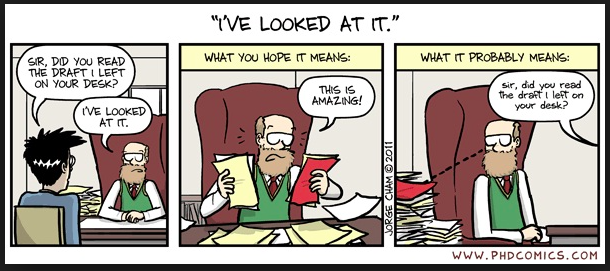 "I'VE LOOKED AT IT."
SIR, DID YOU READ
THE DRAFT I LEFT
ON YOUR DESK?
I'VE LOOKED
AT IT.
WHAT YOU HOPE IT MEANS:
THIS IS
AMAZING!
JORGE CHAM © 2011
WHAT IT PROBABLY MEANS:
Sir, did you read
the draft I left on
your desk?
WWW.PHDCOMICS.COM